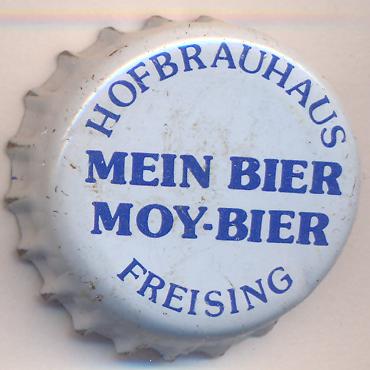 HOFBRAUHAUS
MEIN BIER
MOY-BIER
FREISING